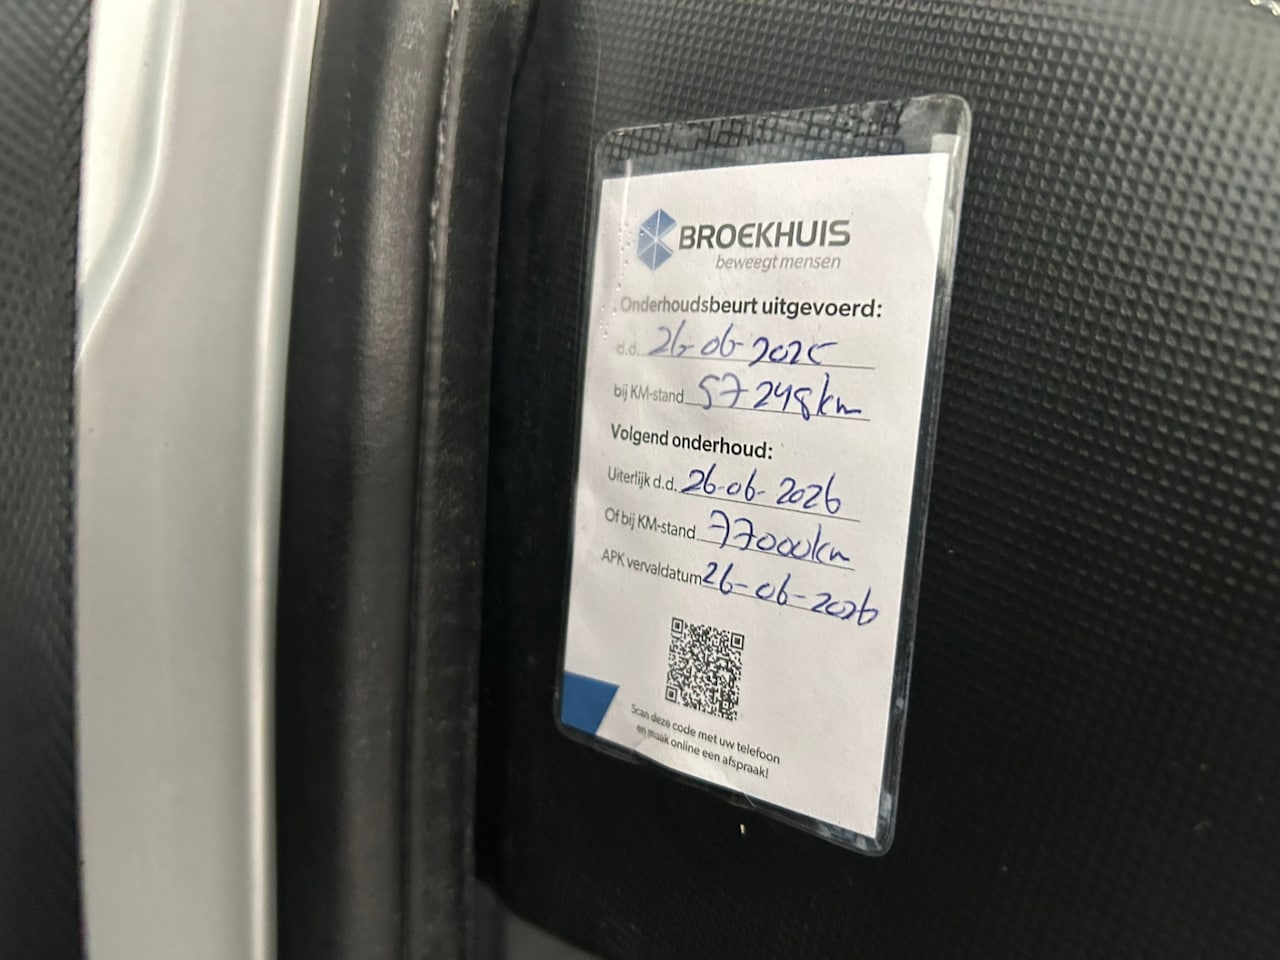 BROEKHUIS
beweegt mensen
Onderhoudsbeurt uitgevoerd:
d.d. 26-06-2025
bij KM-stand 57248km
Volgend onderhoud:
Uiterlijk d.d. 26-06-2026
Of bij KM-stand 77000km
APK vervaldatum 26-06-2026
Scan deze code met uw telefoon
en maak online een afspraak!